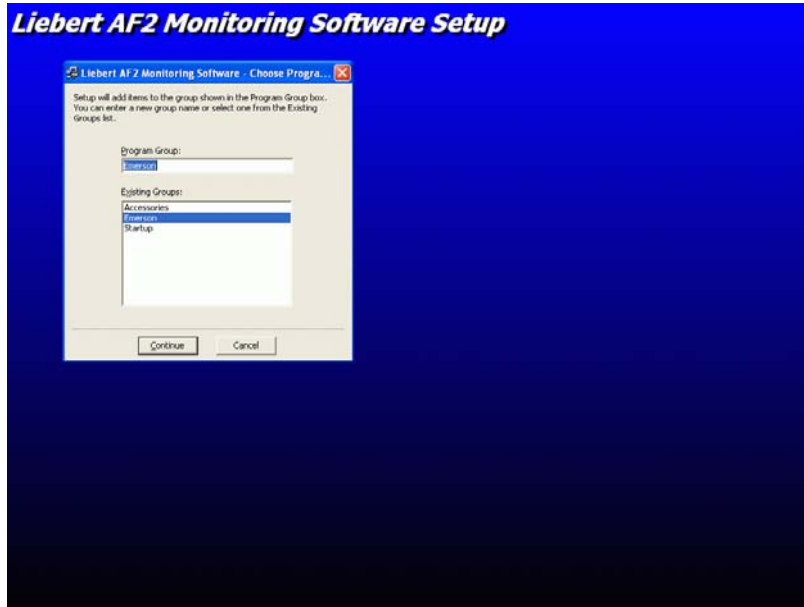 Liebert AF2 Monitoring Software Setup
Liebert AF2 Monitoring Software - Choose Progra...
Setup will add items to the group shown in the Program Group box.
You can enter a new group name or select one from the Existing
Groups list.
Program Group:
Emerson
Existing Groups:
Accessories
Emerson
Startup
Continue
Cancel